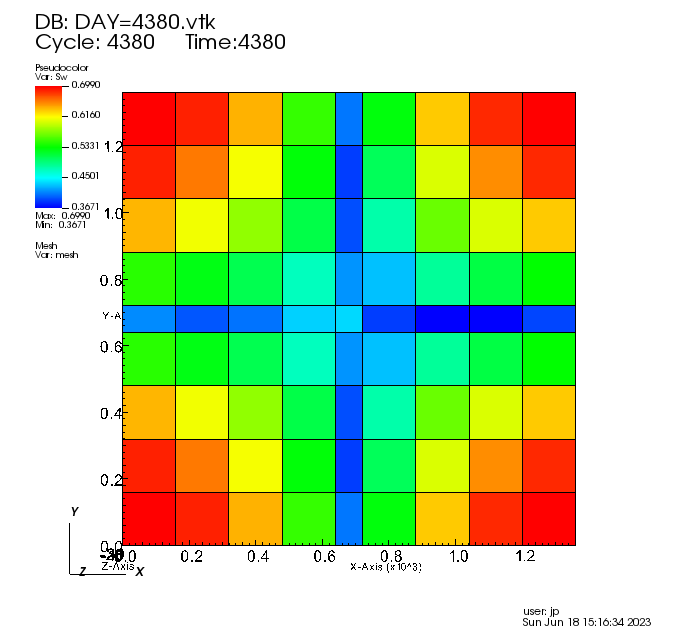 DB: DAY=4380.vtk
Cycle: 4380 Time:4380
Pseudocolor
Var: Sw
0.6990
0.6160
0.5331
0.4501
0.3671
Max: 0.6990
Min: 0.3671
Mesh
Var: mesh
1.2
1.0
0.8
Y-A
0.6
0.4
0.2
0.0
0.0 0.2 0.4 0.6 0.8 1.0 1.2
Z-Axis X-Axis (x10^3)
Y
Z X
user: jp
Sun Jun 18 15:16:34 2023